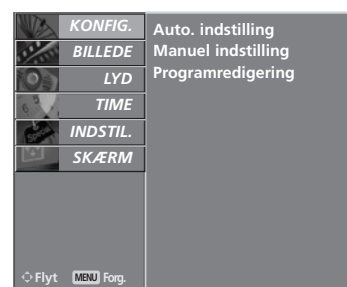 KONFIG.
BILLEDE
LYD
TIME
INDSTIL.
SKÆRM
Auto. indstilling
Manuel indstilling
Programredigering
Flyt MENU Forg.